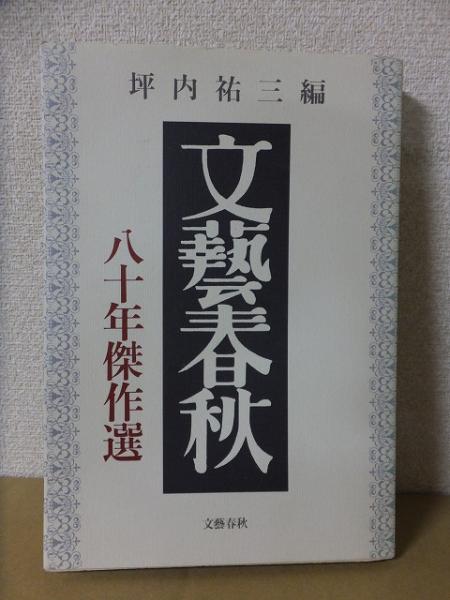 坪内祐三編
文藝春秋
八十年傑作選
文藝春秋